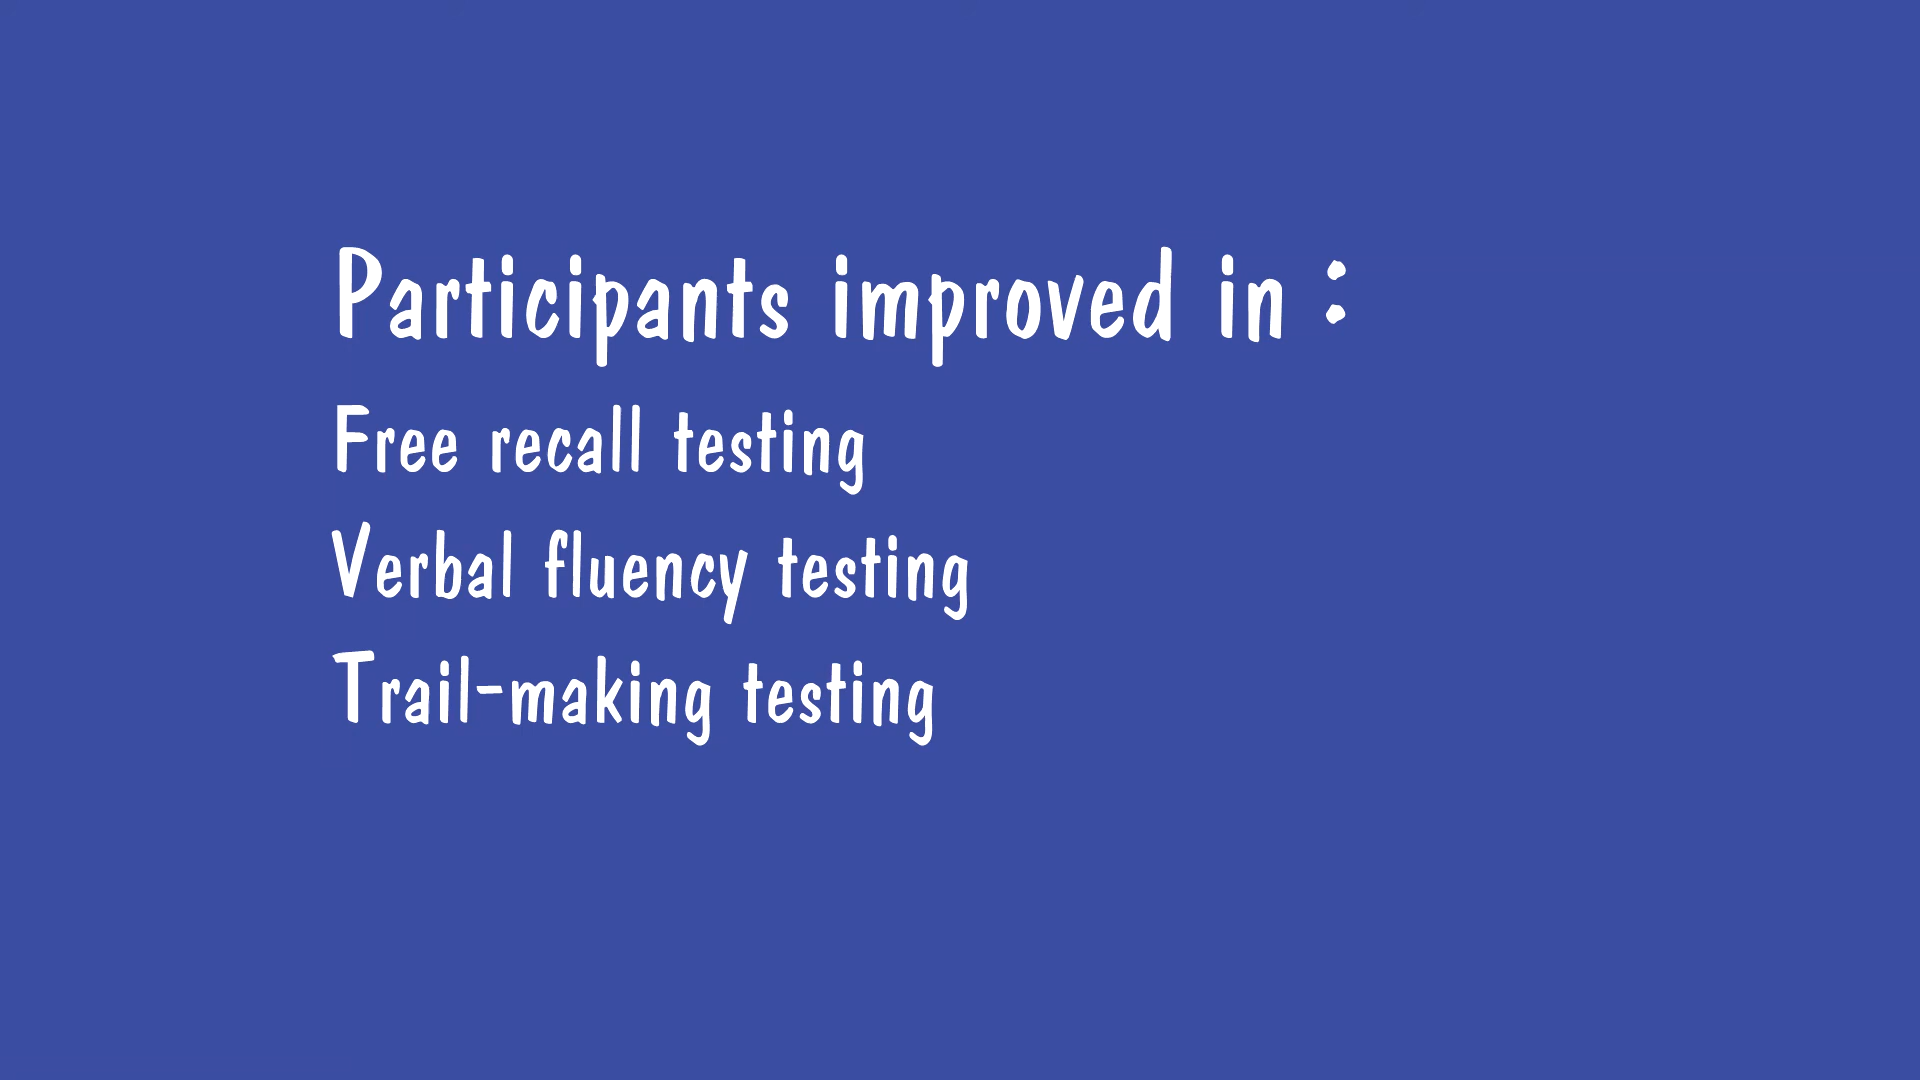 Participants improved in :
Free recall testing
Verbal fluency testing
Trail-making testing